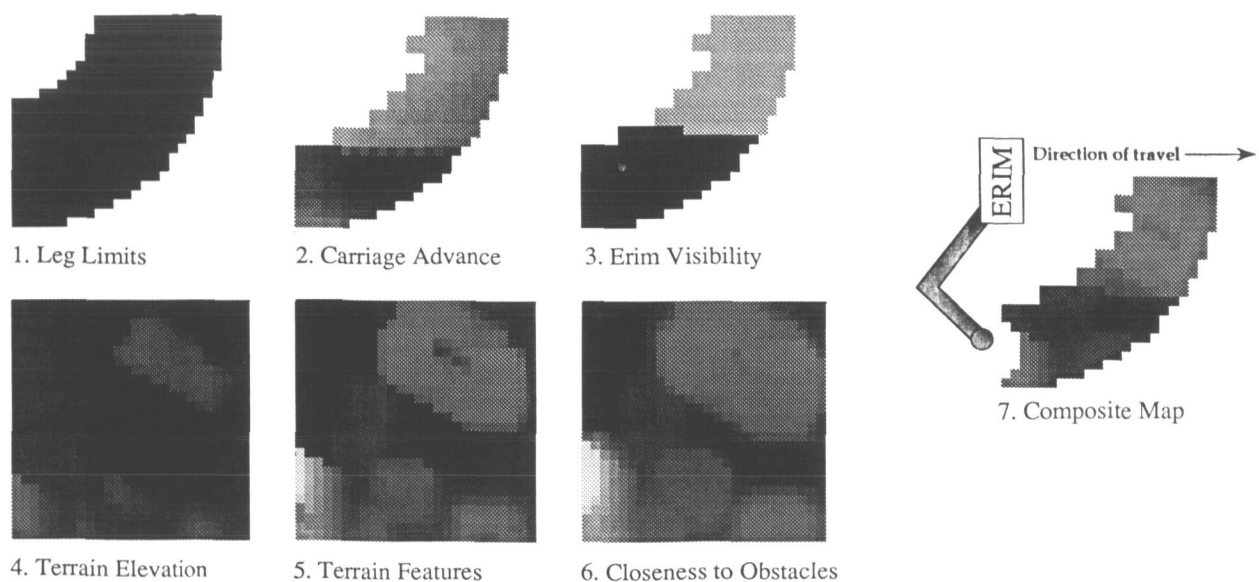 1. Leg Limits
2. Carriage Advance
3. Erim Visibility
4. Terrain Elevation
5. Terrain Features
6. Closeness to Obstacles
ERIM
Direction of travel
7. Composite Map